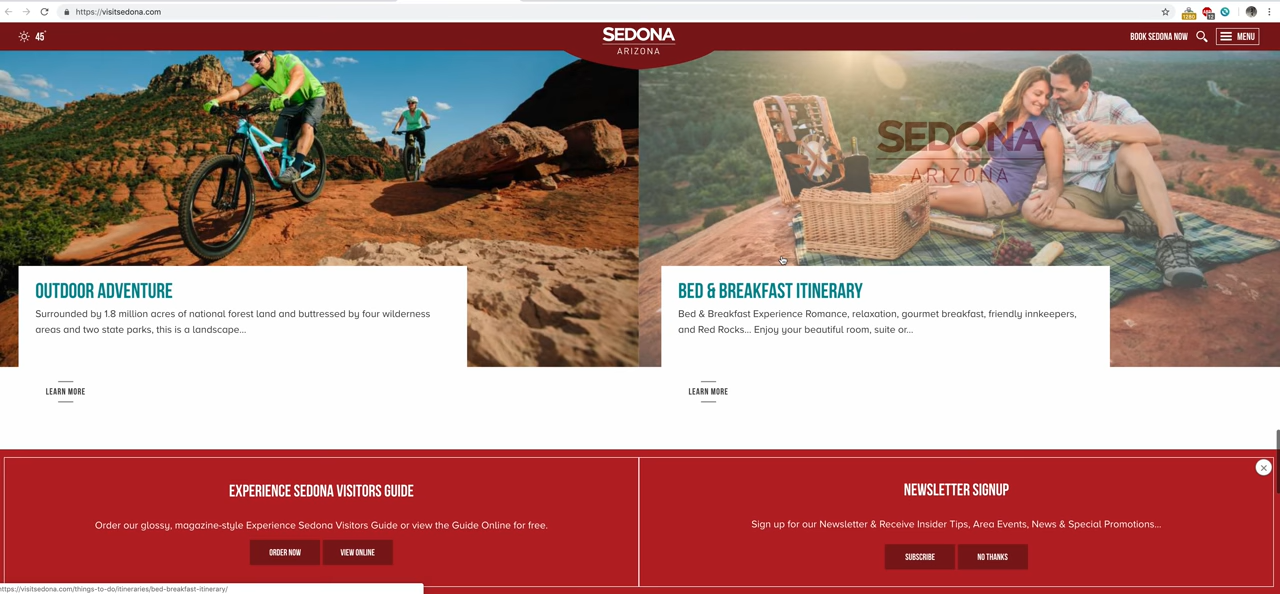 https://visitsedona.com
45°
SEDONA
ARIZONA
BOOK SEDONA NOW
MENU
SEDONA
ARIZONA
OUTDOOR ADVENTURE
Surrounded by 1.8 million acres of national forest land and buttressed by four wilderness
areas and two state parks, this is a landscape...
LEARN MORE
BED & BREAKFAST ITINERARY
Bed & Breakfast Experience Romance, relaxation, gourmet breakfast, friendly innkeepers,
and Red Rocks... Enjoy your beautiful room, suite or...
LEARN MORE
EXPERIENCE SEDONA VISITORS GUIDE
Order our glossy, magazine-style Experience Sedona Visitors Guide or view the Guide Online for free.
ORDER NOW
VIEW ONLINE
NEWSLETTER SIGNUP
Sign up for our Newsletter & Receive Insider Tips, Area Events, News & Special Promotions...
SUBSCRIBE
NO THANKS
https://visitsedona.com/things-to-do/itineraries/bed-breakfast-itinerary/